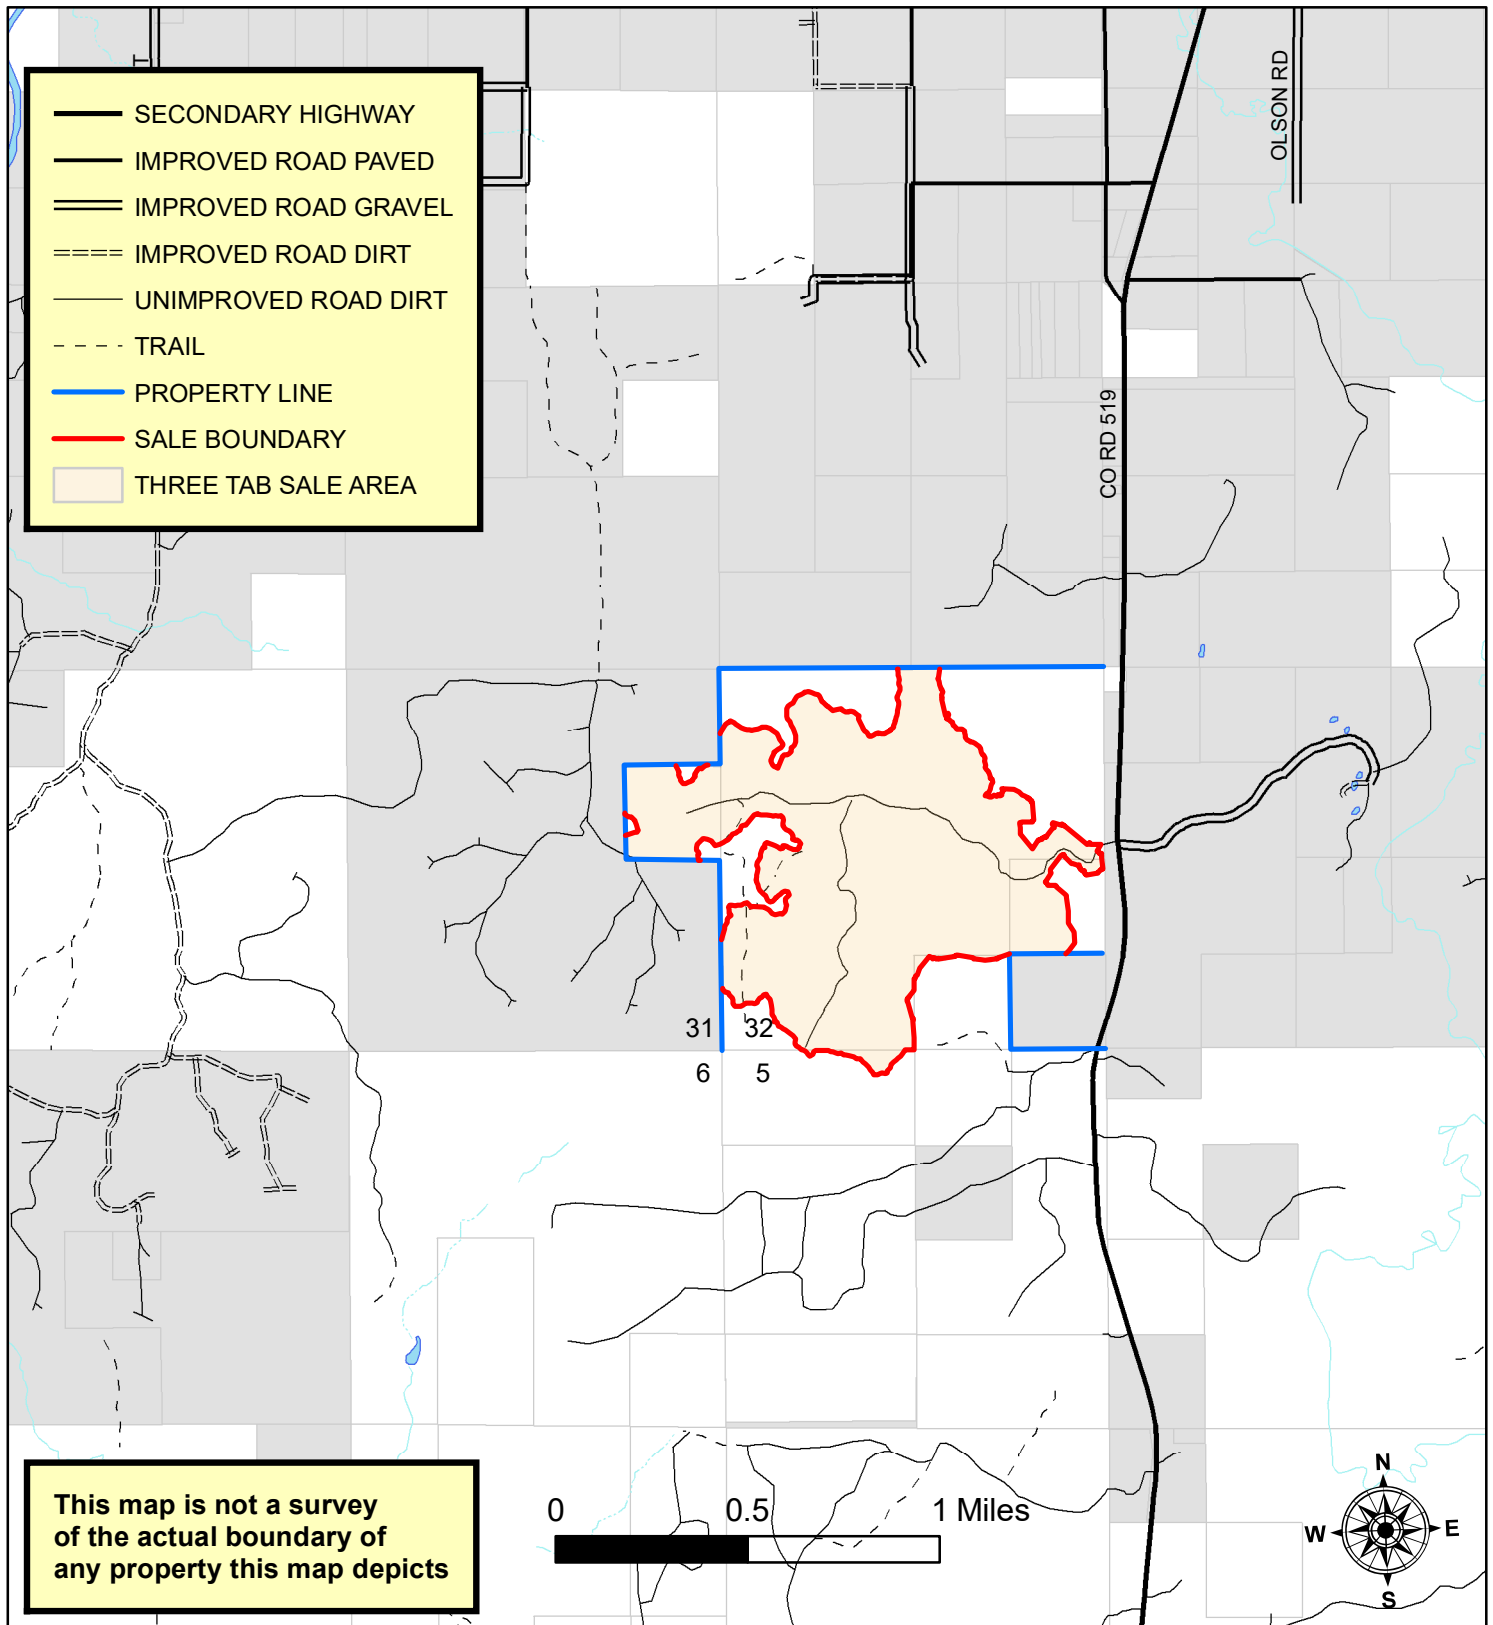 T
SECONDARY HIGHWAY
IMPROVED ROAD PAVED
IMPROVED ROAD GRAVEL
IMPROVED ROAD DIRT
UNIMPROVED ROAD DIRT
TRAIL
PROPERTY LINE
SALE BOUNDARY
THREE TAB SALE AREA
OLSON RD
CO RD 519
31
32
6
5
This map is not a survey
of the actual boundary of
any property this map depicts
0 0.5 1 Miles
N
W E
S